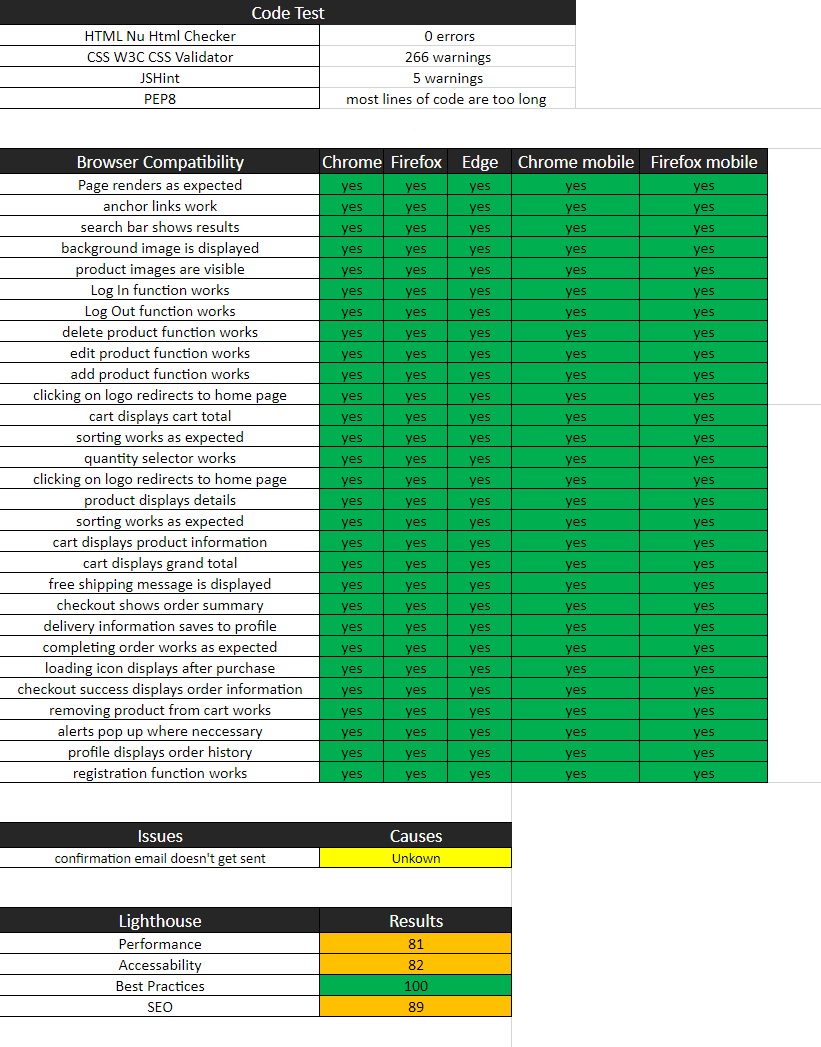 Code Test
HTML Nu Html Checker 0 errors
CSS W3C CSS Validator 266 warnings
JSHint 5 warnings
PEP8 most lines of code are too long
Browser Compatibility Chrome Firefox Edge Chrome mobile Firefox mobile
Page renders as expected yes yes yes yes yes
anchor links work yes yes yes yes yes
search bar shows results yes yes yes yes yes
background image is displayed yes yes yes yes yes
product images are visible yes yes yes yes yes
Log In function works yes yes yes yes yes
Log Out function works yes yes yes yes yes
delete product function works yes yes yes yes yes
edit product function works yes yes yes yes yes
add product function works yes yes yes yes yes
clicking on logo redirects to home page yes yes yes yes yes
cart displays cart total yes yes yes yes yes
sorting works as expected yes yes yes yes yes
quantity selector works yes yes yes yes yes
clicking on logo redirects to home page yes yes yes yes yes
product displays details yes yes yes yes yes
sorting works as expected yes yes yes yes yes
cart displays product information yes yes yes yes yes
cart displays grand total yes yes yes yes yes
free shipping message is displayed yes yes yes yes yes
checkout shows order summary yes yes yes yes yes
delivery information saves to profile yes yes yes yes yes
completing order works as expected yes yes yes yes yes
loading icon displays after purchase yes yes yes yes yes
checkout success displays order information yes yes yes yes yes
removing product from cart works yes yes yes yes yes
alerts pop up where neccessary yes yes yes yes yes
profile displays order history yes yes yes yes yes
registration function works yes yes yes yes yes
Issues Causes
confirmation email doesn't get sent Unkown
Lighthouse Results
Performance 81
Accessability 82
Best Practices 100
SEO 89